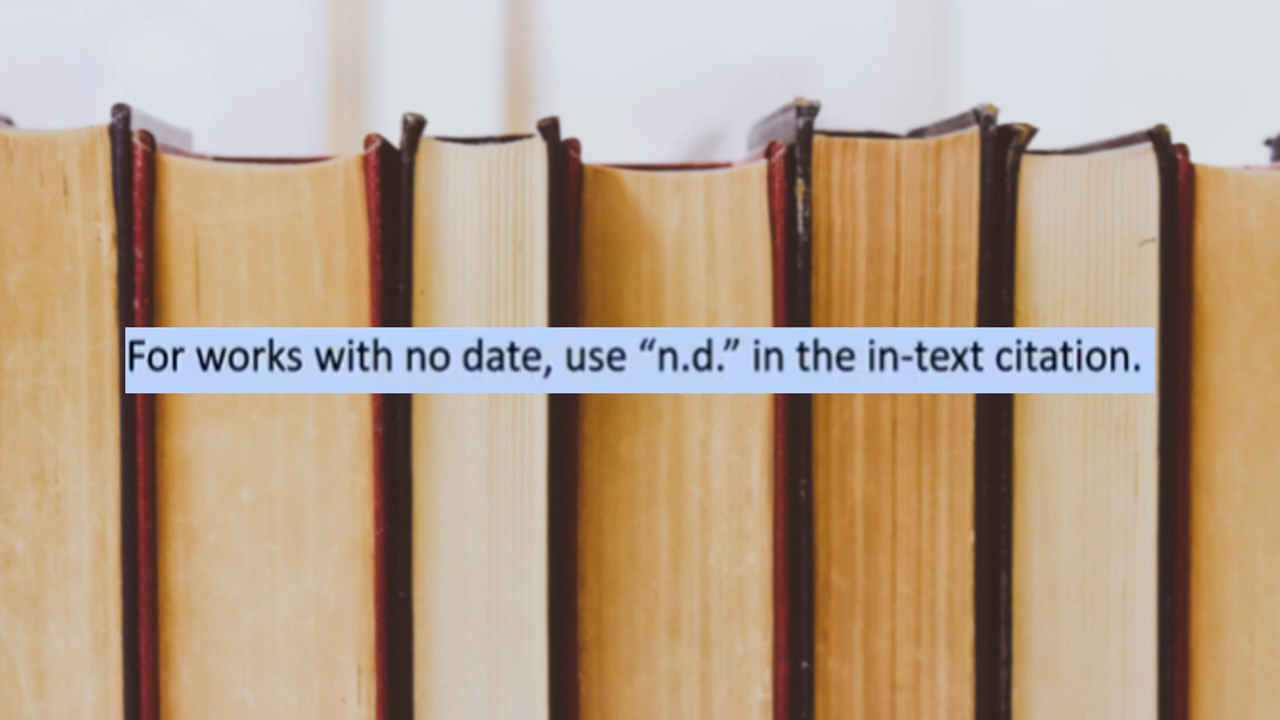 For works with no date, use “n.d.” in the in-text citation.